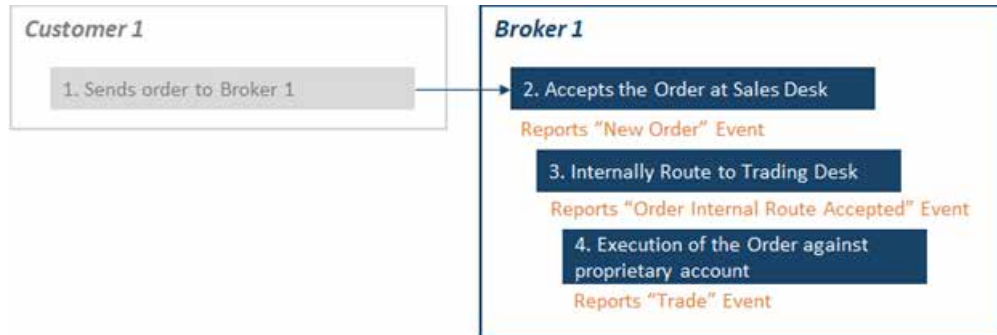 Customer 1
1. Sends order to Broker 1
Broker 1
2. Accepts the Order at Sales Desk
Reports “New Order” Event
3. Internally Route to Trading Desk
Reports “Order Internal Route Accepted” Event
4. Execution of the Order against
proprietary account
Reports “Trade” Event